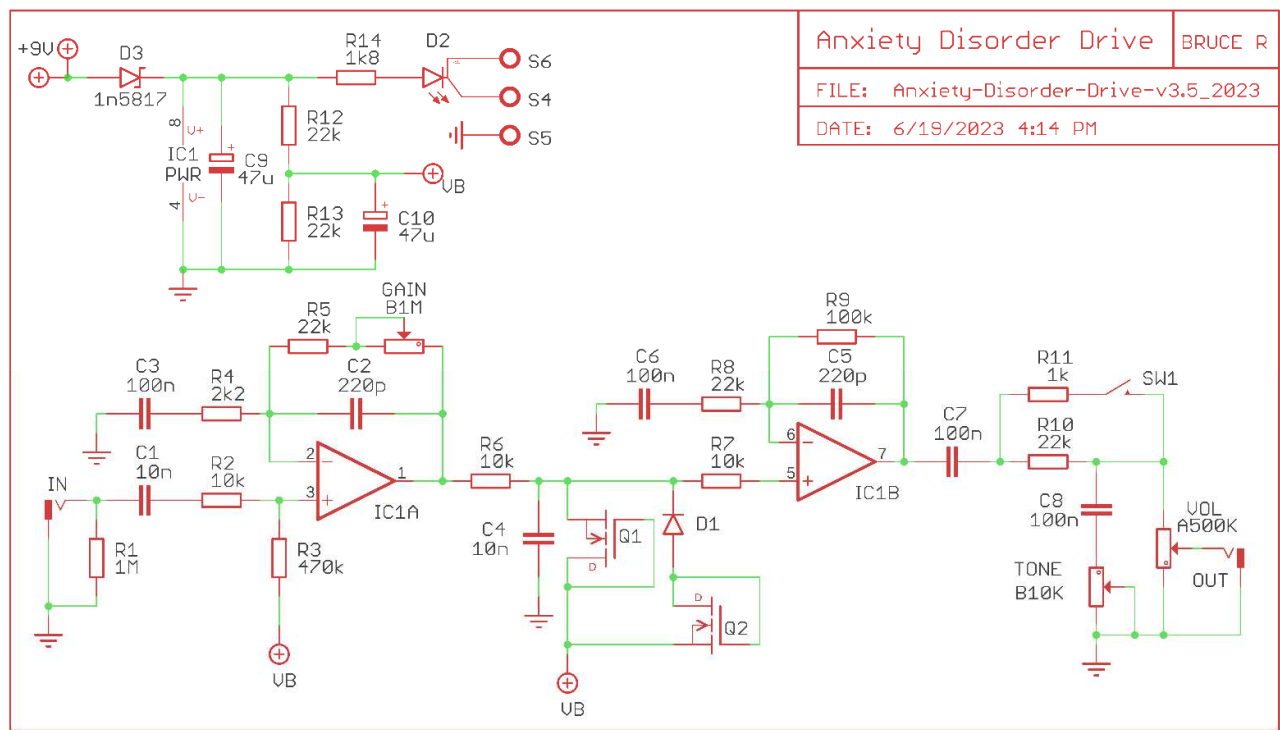 Anxiety Disorder Drive
BRUCE R
FILE: Anxiety-Disorder-Drive-v3.5_2023
DATE: 6/19/2023 4:14 PM
+9V
D3
1n5817
R14
1k8
D2
S6
S4
S5
8
V+
IC1
PWR
V-
4
C9
47u
+
R12
22k
VB
R13
22k
C10
47u
+
GAIN
B1M
R5
22k
C3
100n
R4
2k2
C2
220p
C1
10n
R2
10k
IN
R1
1M
2
-
3
+
1
IC1A
R3
470k
VB
R6
10k
C4
10n
Q1
D
D1
D
Q2
VB
C6
100n
R8
22k
R9
100k
C5
220p
R7
10k
6
-
5
+
7
IC1B
C7
100n
R11
1k
SW1
R10
22k
C8
100n
VOL
A500K
TONE
B10K
OUT